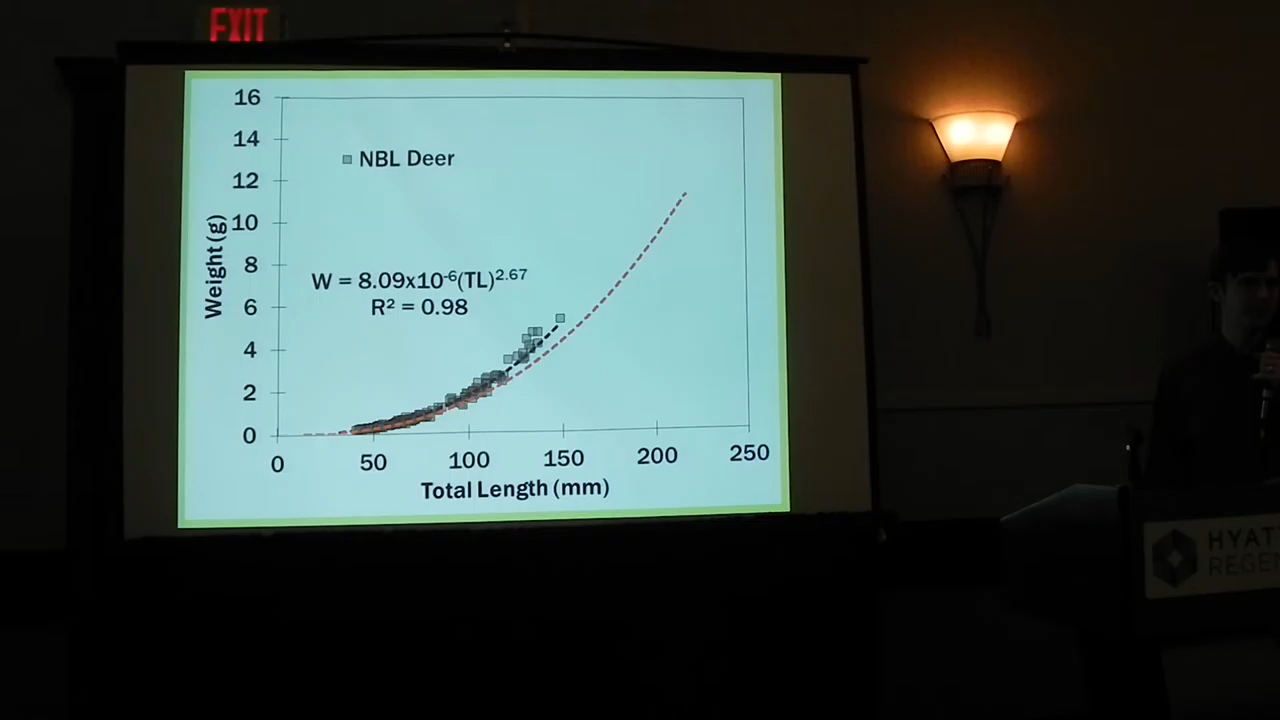 EXIT
16
14
12
10
8
6
4
2
0
NBL Deer
W = 8.09x10⁻⁶(TL)²·⁶⁷
R² = 0.98
Weight (g)
0 50 100 150 200 250
Total Length (mm)
HYAT
REGE